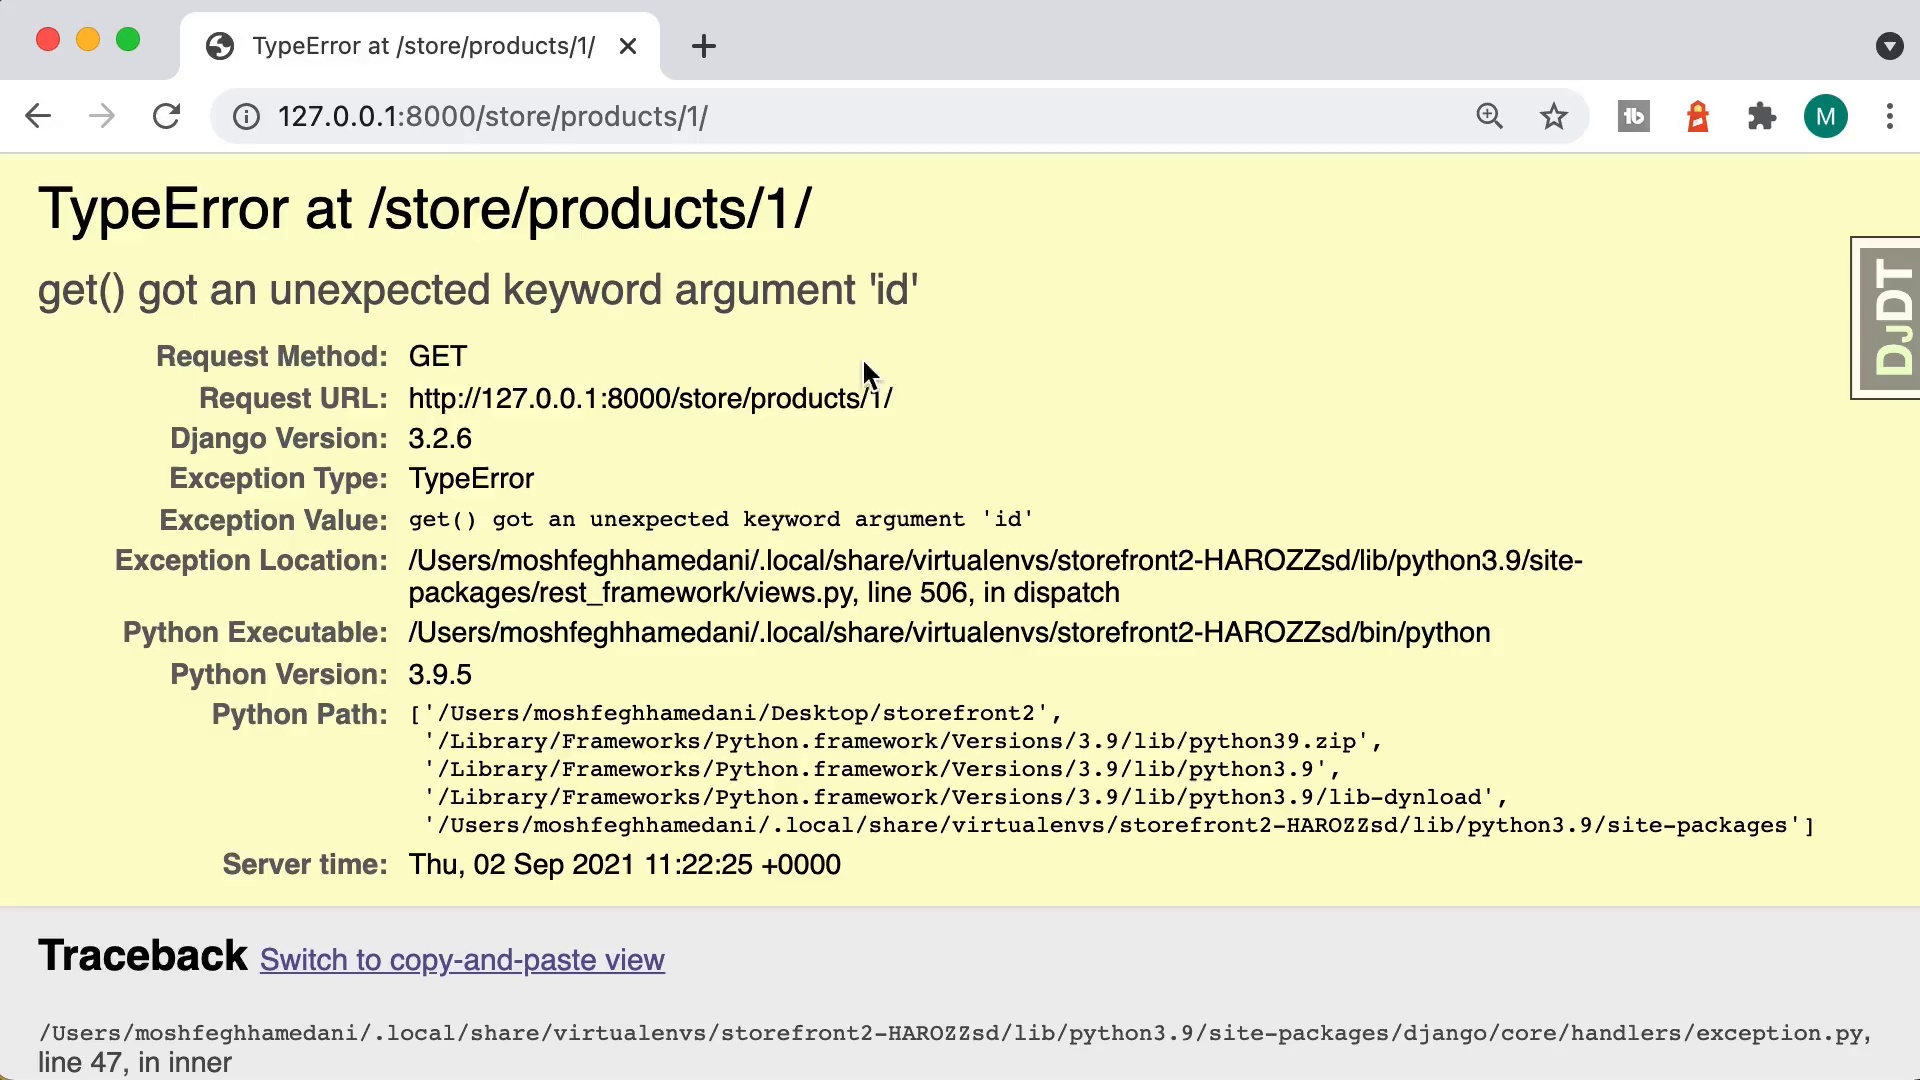 TypeError at /store/products/1/
127.0.0.1:8000/store/products/1/
M
TypeError at /store/products/1/
get() got an unexpected keyword argument 'id'
DJDT
Request Method: GET
Request URL: http://127.0.0.1:8000/store/products/1/
Django Version: 3.2.6
Exception Type: TypeError
Exception Value: get() got an unexpected keyword argument 'id'
Exception Location: /Users/moshfeghhamedani/.local/share/virtualenvs/storefront2-HAROZZsd/lib/python3.9/site-
packages/rest_framework/views.py, line 506, in dispatch
Python Executable: /Users/moshfeghhamedani/.local/share/virtualenvs/storefront2-HAROZZsd/bin/python
Python Version: 3.9.5
Python Path: ['/Users/moshfeghhamedani/Desktop/storefront2',
'/Library/Frameworks/Python.framework/Versions/3.9/lib/python39.zip',
'/Library/Frameworks/Python.framework/Versions/3.9/lib/python3.9',
'/Library/Frameworks/Python.framework/Versions/3.9/lib/python3.9/lib-dynload',
'/Users/moshfeghhamedani/.local/share/virtualenvs/storefront2-HAROZZsd/lib/python3.9/site-packages']
Server time: Thu, 02 Sep 2021 11:22:25 +0000
Traceback Switch to copy-and-paste view
/Users/moshfeghhamedani/.local/share/virtualenvs/storefront2-HAROZZsd/lib/python3.9/site-packages/django/core/handlers/exception.py,
line 47, in inner